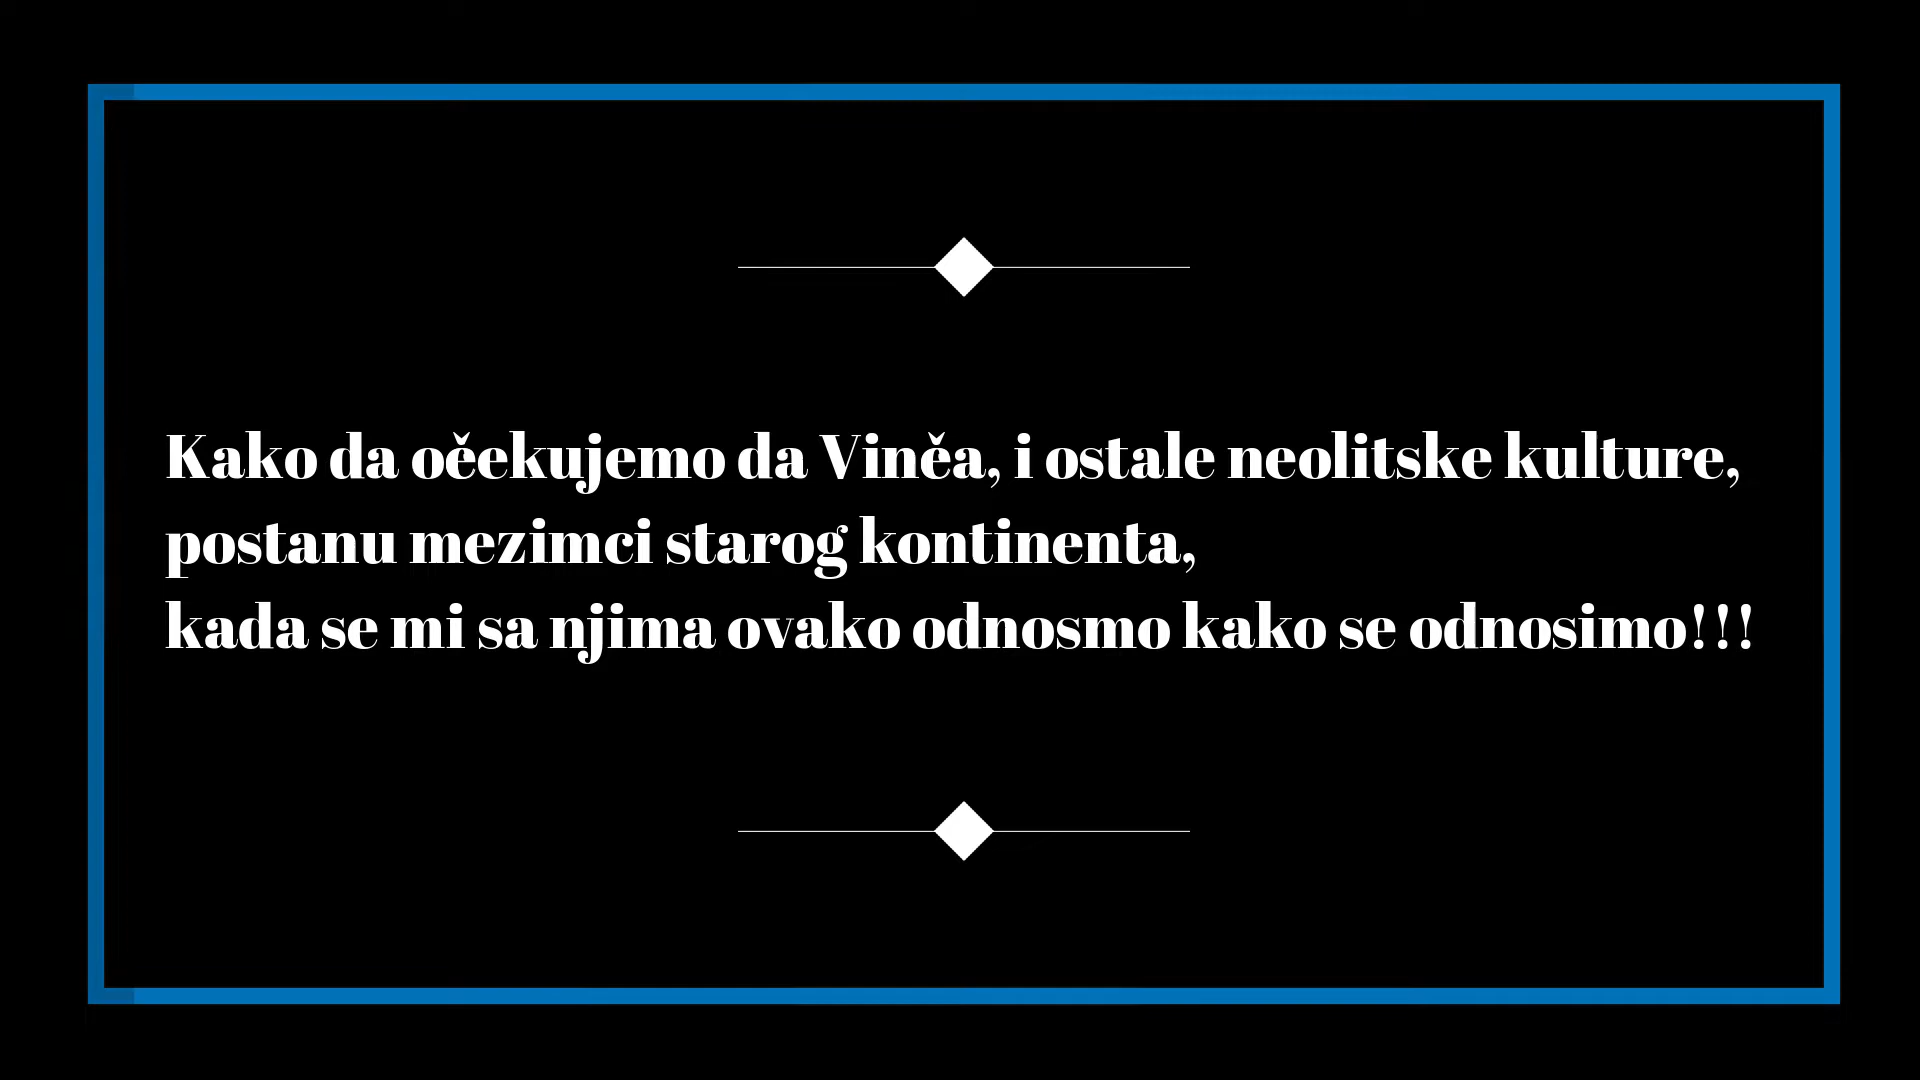 Kako da oěekujemo da Viněa, i ostale neolitske kulture,
postanu mezimci starog kontinenta,
kada se mi sa njima ovako odnosmo kako se odnosimo!!!